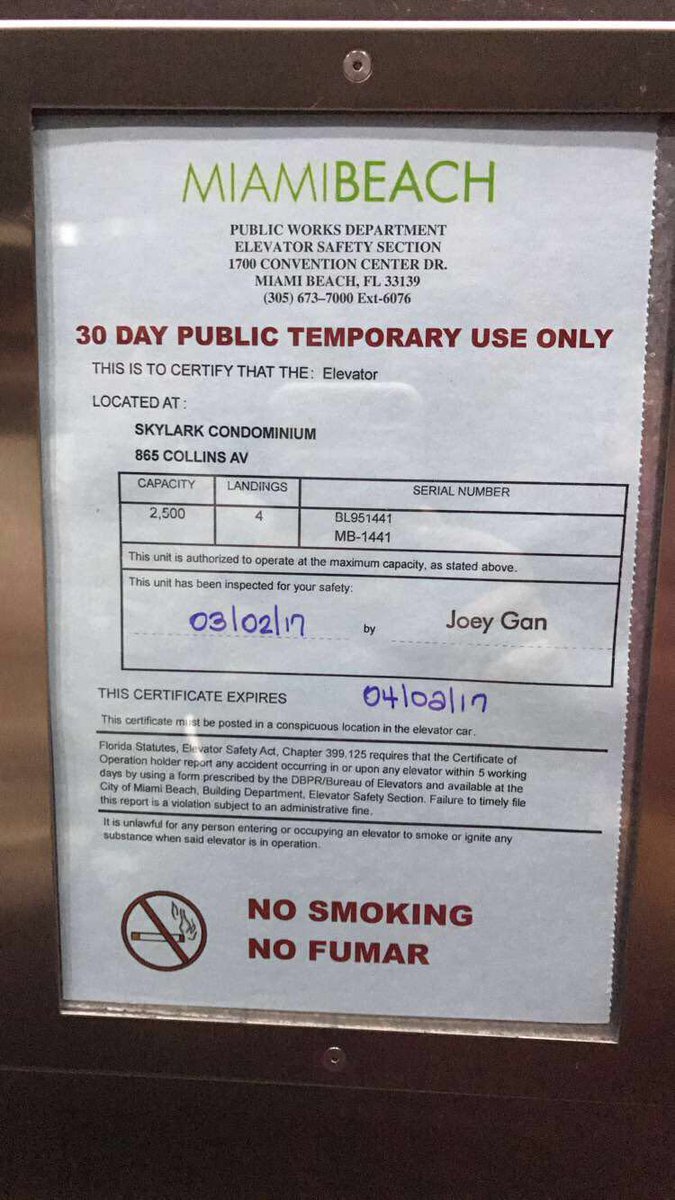 MIAMIBEACH
PUBLIC WORKS DEPARTMENT
ELEVATOR SAFETY SECTION
1700 CONVENTION CENTER DR.
MIAMI BEACH, FL 33139
(305) 673–7000 Ext-6076
30 DAY PUBLIC TEMPORARY USE ONLY
THIS IS TO CERTIFY THAT THE: Elevator
LOCATED AT :
SKYLARK CONDOMINIUM
865 COLLINS AV
CAPACITY LANDINGS SERIAL NUMBER
2,500 4 BL951441
MB-1441
This unit is authorized to operate at the maximum capacity, as stated above.
This unit has been inspected for your safety:
03/02/17 by Joey Gan
THIS CERTIFICATE EXPIRES 04/02/17
This certificate must be posted in a conspicuous location in the elevator car.
Florida Statutes, Elevator Safety Act, Chapter 399.125 requires that the Certificate of
Operation holder report any accident occurring in or upon any elevator within 5 working
days by using a form prescribed by the DBPR/Bureau of Elevators and available at the
City of Miami Beach, Building Department, Elevator Safety Section. Failure to timely file
this report is a violation subject to an administrative fine.
It is unlawful for any person entering or occupying an elevator to smoke or ignite any
substance when said elevator is in operation.
NO SMOKING
NO FUMAR